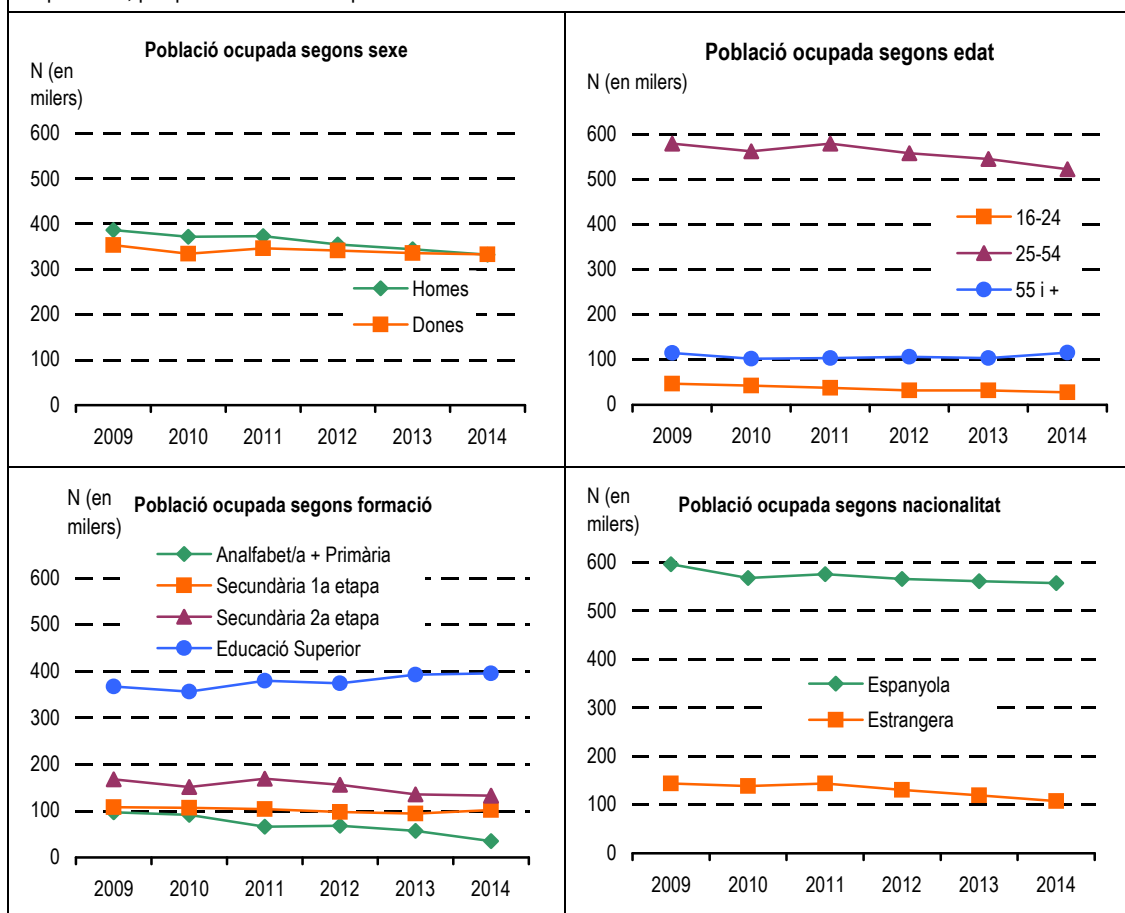 Població ocupada segons sexe
N (en
milers)
600
500
400
300
200
100
0
Homes
Dones
2009 2010 2011 2012 2013 2014
Població ocupada segons edat
N (en milers)
600
500
400
300
200
100
0
16-24
25-54
55 i +
2009 2010 2011 2012 2013 2014
N (en
milers)
Població ocupada segons formació
Analfabet/a + Primària
Secundària 1a etapa
Secundària 2a etapa
Educació Superior
600
500
400
300
200
100
0
2009 2010 2011 2012 2013 2014
N (en
milers)
Població ocupada segons nacionalitat
600
500
400
300
200
100
0
Espanyola
Estrangera
2009 2010 2011 2012 2013 2014